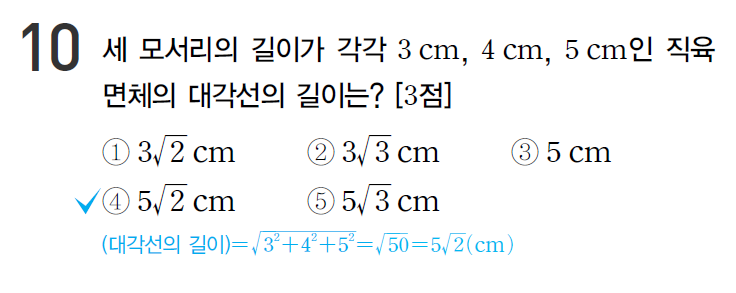 10 세 모서리의 길이가 각각 3 cm, 4 cm, 5 cm인 직육
면체의 대각선의 길이는? [3점]
① 3√2 cm ② 3√3 cm ③ 5 cm
④ 5√2 cm ⑤ 5√3 cm
(대각선의 길이)=√(3²+4²+5²)=√50=5√2(cm)